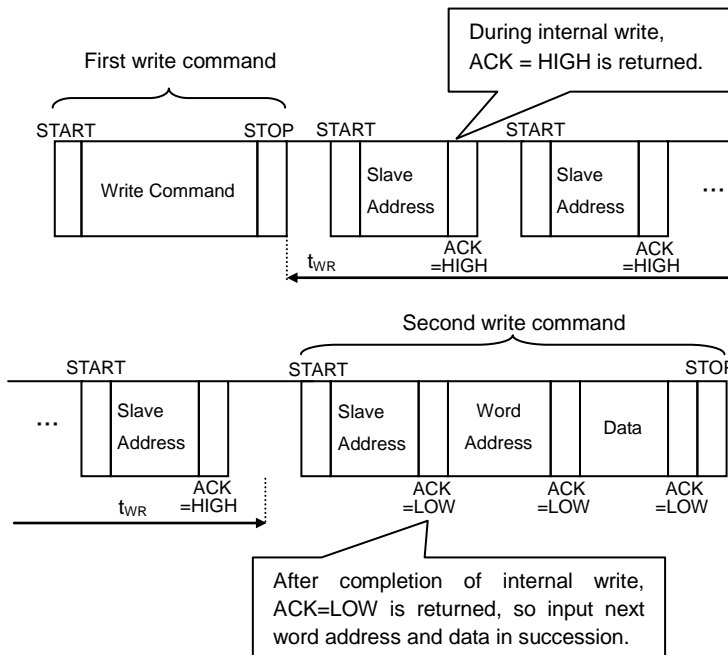 During internal write,
ACK = HIGH is returned.
First write command
START STOP START START
Write Command
Slave
Address
Slave
Address
...
ACK
=HIGH
ACK
=HIGH
tWR
Second write command
START START STOP
...
Slave
Address
Slave
Address
Word
Address
Data
ACK
=HIGH
ACK
=LOW
ACK
=LOW
ACK
=LOW
tWR
After completion of internal write,
ACK=LOW is returned, so input next
word address and data in succession.